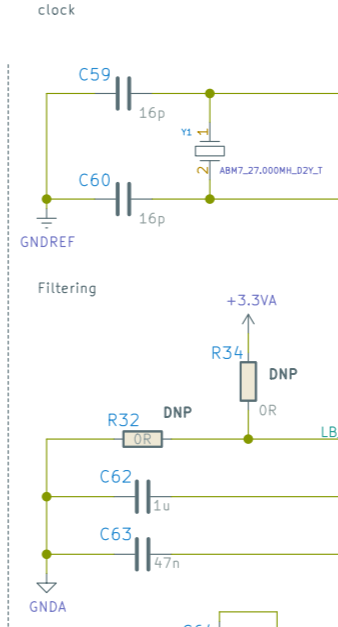 clock
C59
16p
Y1
1
2
ABM7_27.000MH_D2Y_T
C60
16p
GNDREF
Filtering
+3.3VA
R34
DNP
0R
R32
DNP
0R
LB
C62
1u
C63
47n
GNDA